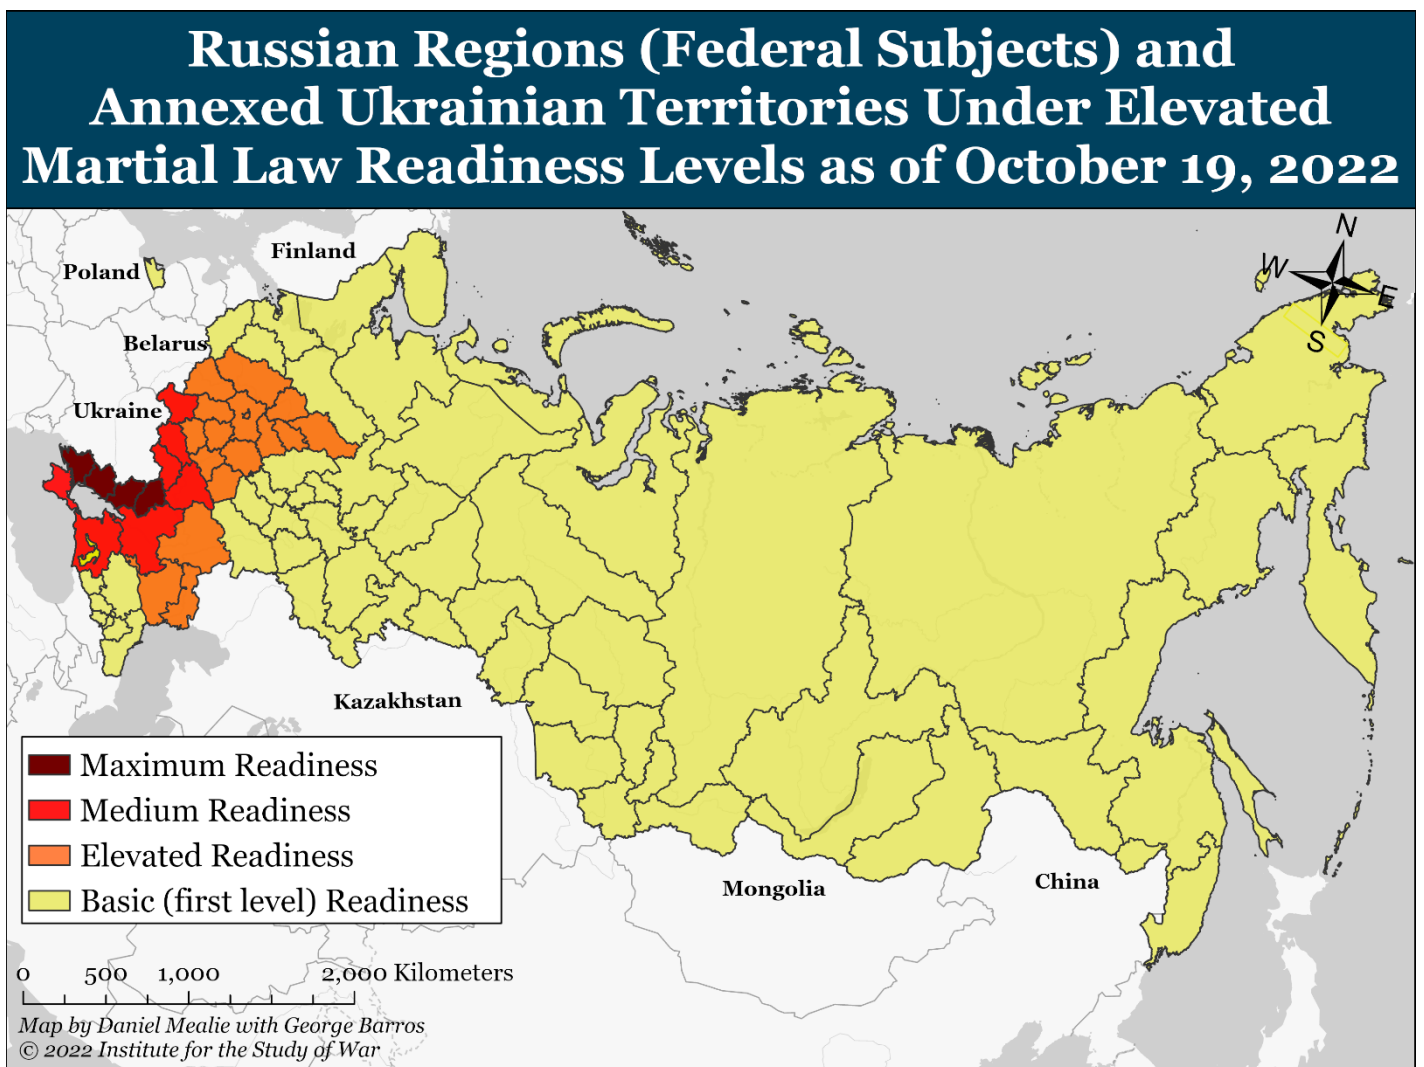 Russian Regions (Federal Subjects) and
Annexed Ukrainian Territories Under Elevated
Martial Law Readiness Levels as of October 19, 2022
N
Finland
W
Poland
E
S
Belarus
Ukraine
Kazakhstan
Maximum Readiness
Medium Readiness
Elevated Readiness
Basic (first level) Readiness
Mongolia
China
0 500 1,000 2,000 Kilometers
Map by Daniel Mealie with George Barros
© 2022 Institute for the Study of War